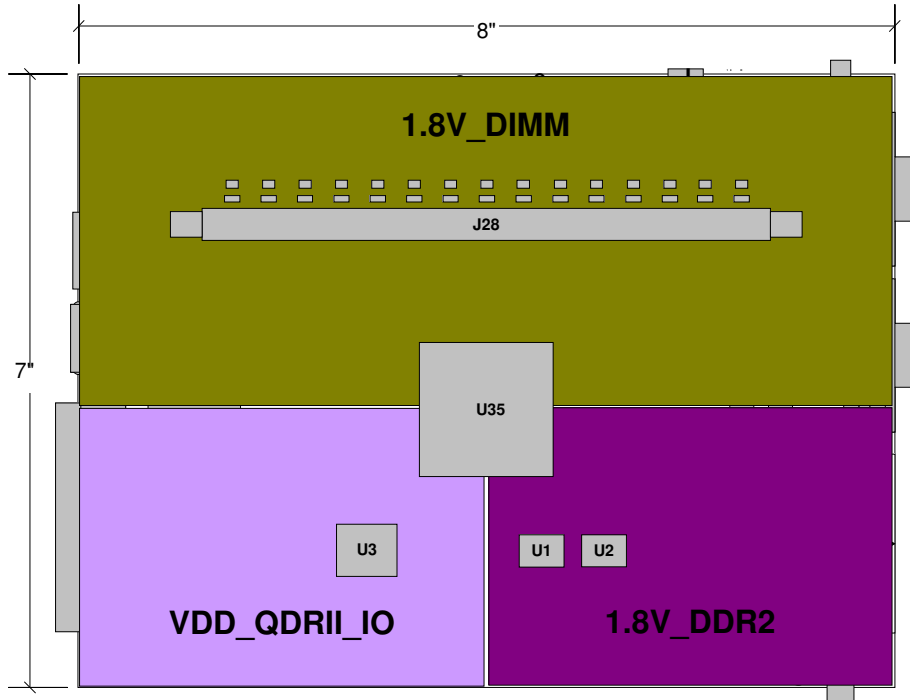 8"
1.8V_DIMM
J28
7"
U35
U3
U1
U2
VDD_QDRII_IO
1.8V_DDR2